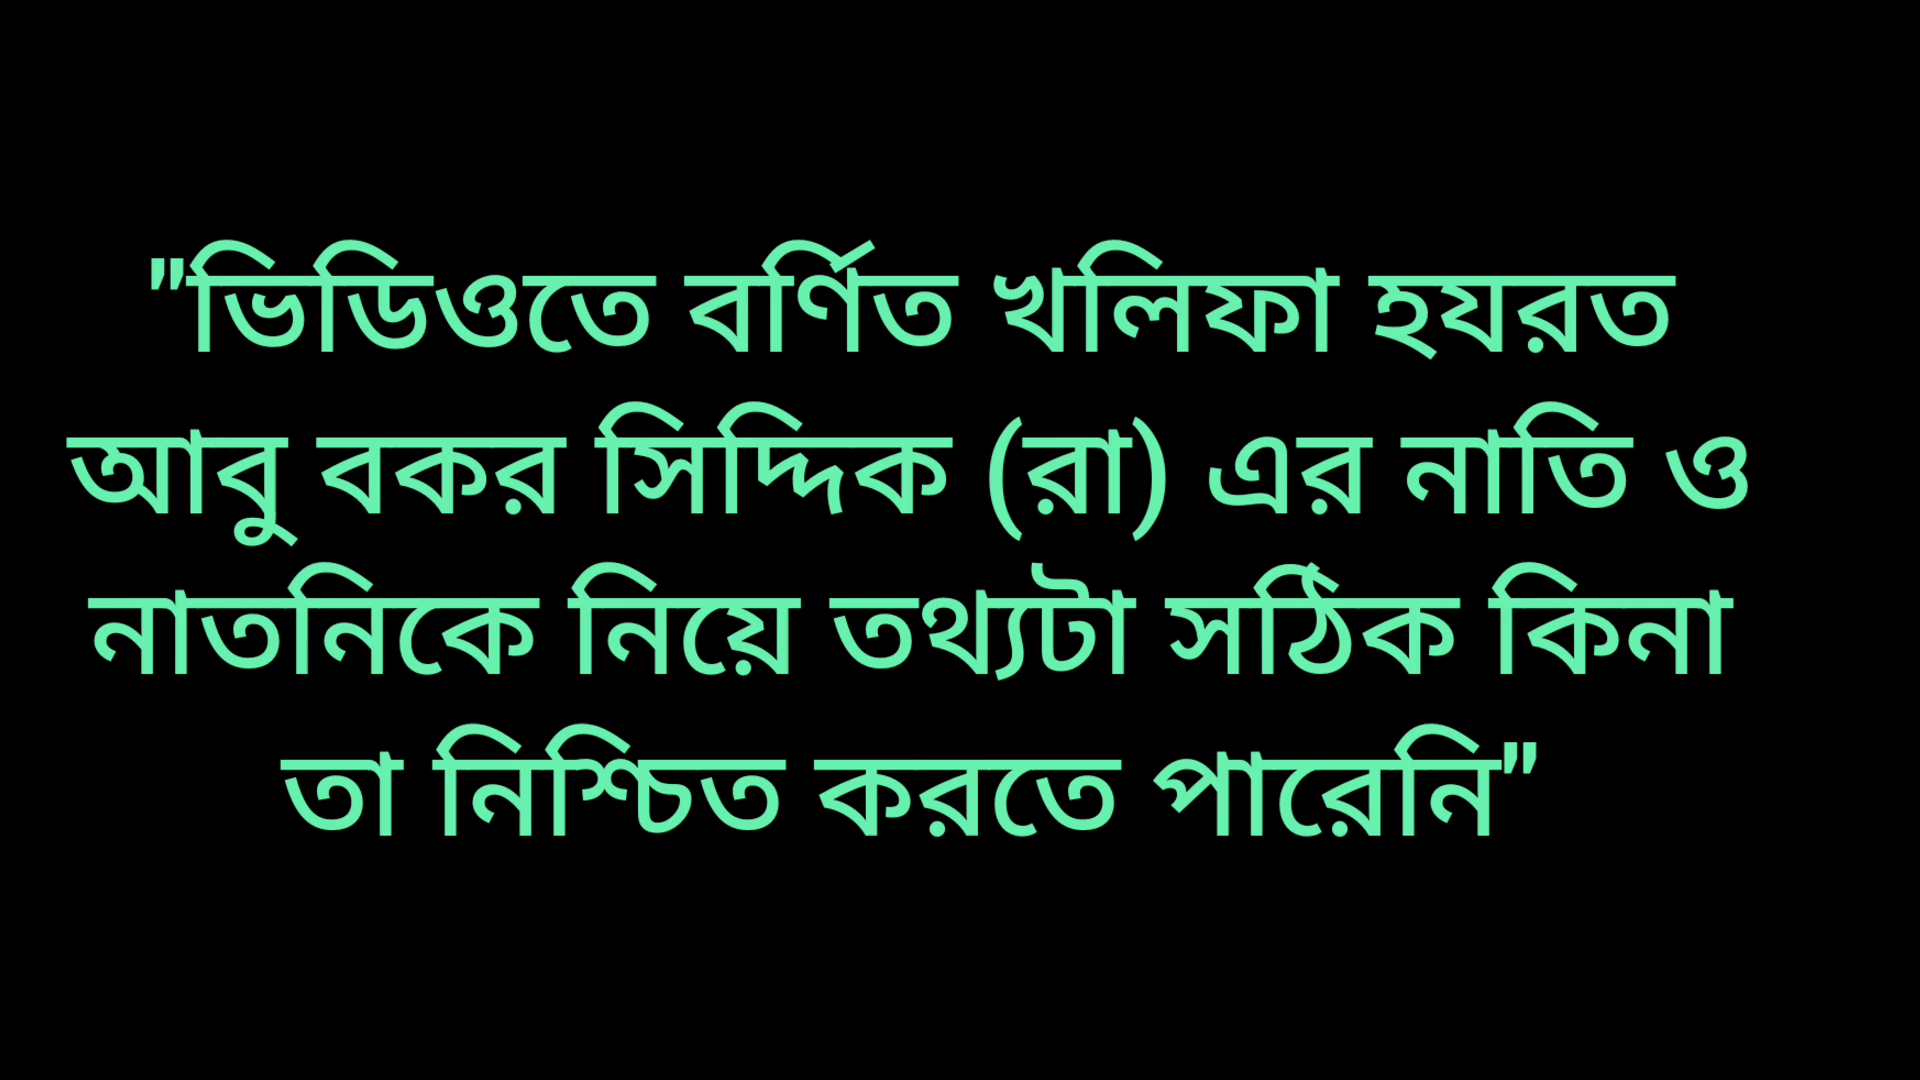 "ভিডিওতে বর্ণিত খলিফা হযরত
আবু বকর সিদ্দিক (রা) এর নাতি ও
নাতনিকে নিয়ে তথ্যটা সঠিক কিনা
তা নিশ্চিত করতে পারেনি"